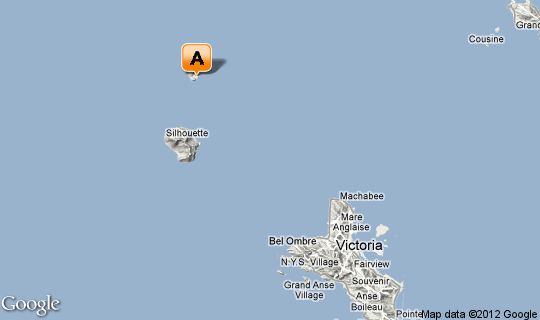 Grand
Cousine
A
Silhouette
Machabee
Mare
Anglaise
Bel Ombre
Victoria
N.Y.S. Village
Fairview
Souvenir
Grand Anse
Village
Anse
Boileau
Pointe
Google
Map data ©2012 Google